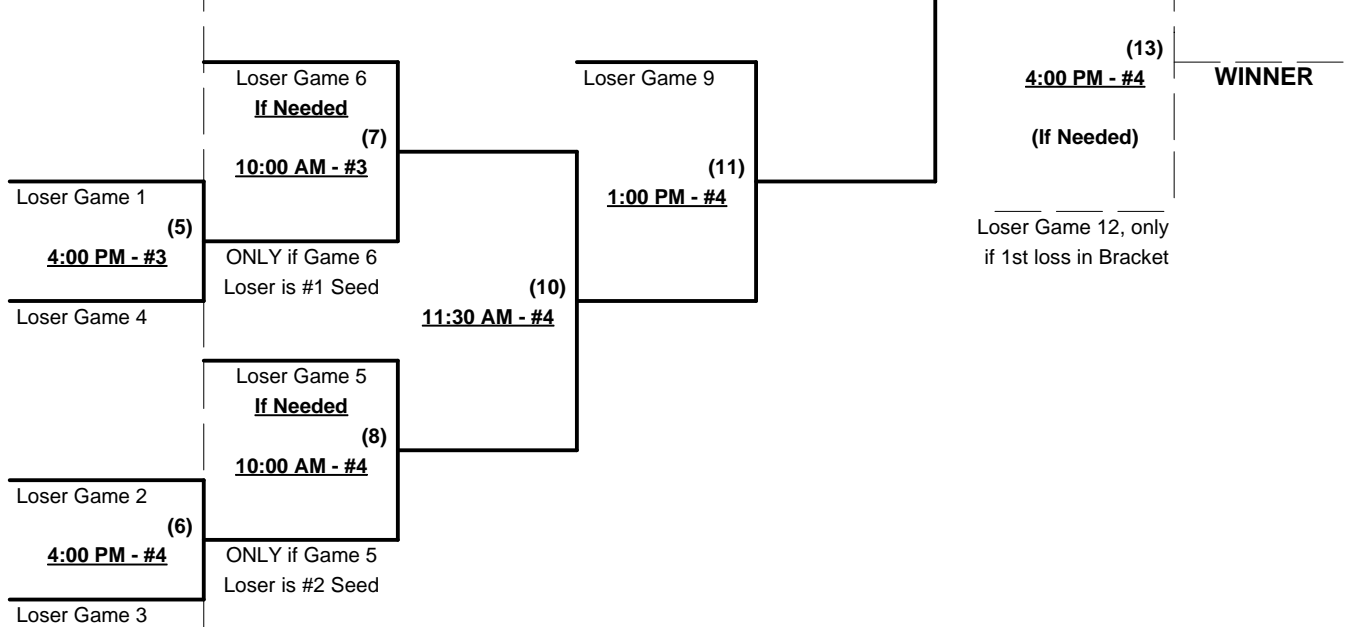 Loser Game 6
If Needed
(7)
10:00 AM - #3
ONLY if Game 6
Loser is #1 Seed
Loser Game 1
(5)
4:00 PM - #3
Loser Game 4
Loser Game 5
If Needed
(8)
10:00 AM - #4
ONLY if Game 5
Loser is #2 Seed
Loser Game 2
(6)
4:00 PM - #4
Loser Game 3
(10)
11:30 AM - #4
Loser Game 9
(11)
1:00 PM - #4
(13)
4:00 PM - #4
(If Needed)
Loser Game 12, only
if 1st loss in Bracket
WINNER